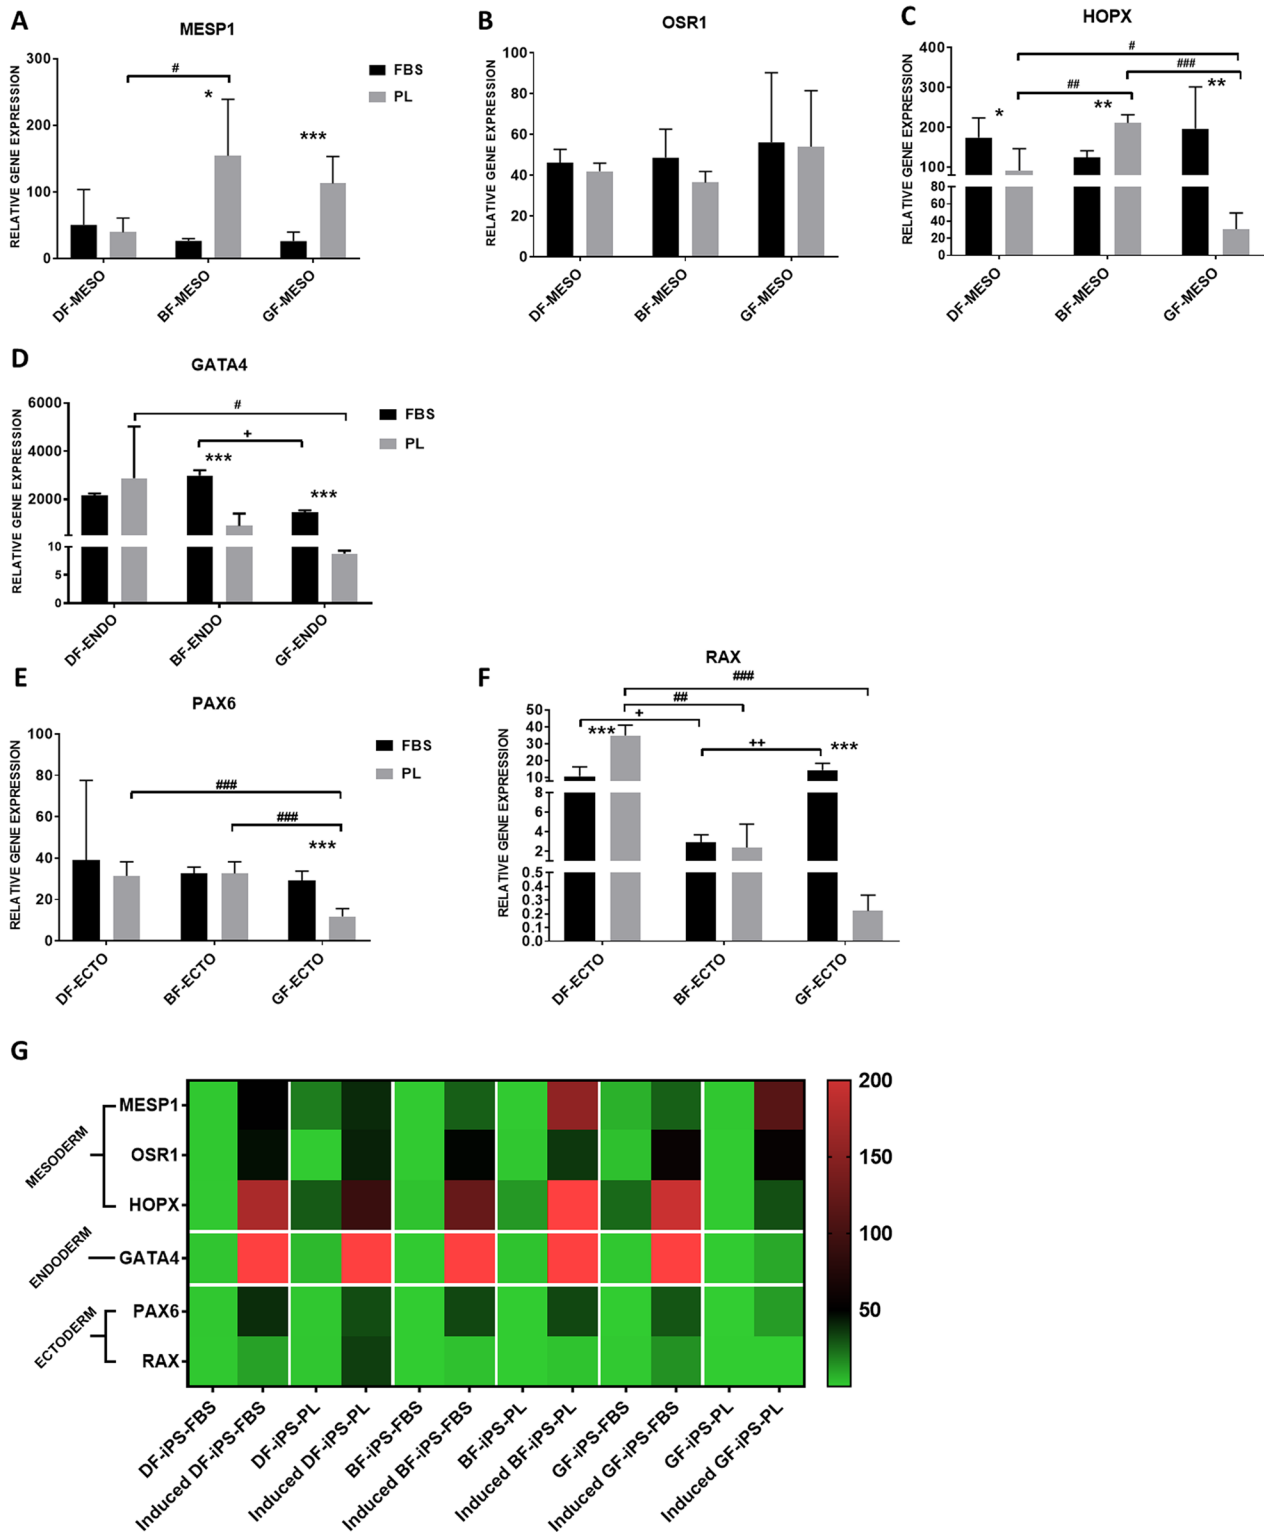 A
MESP1
RELATIVE GENE EXPRESSION
300
200
100
0
#
*
***
FBS
PL
DF-MESO
BF-MESO
GF-MESO
B
OSR1
RELATIVE GENE EXPRESSION
100
80
60
40
20
0
DF-MESO
BF-MESO
GF-MESO
C
HOPX
RELATIVE GENE EXPRESSION
400
300
200
100
80
60
40
20
0
#
###
##
*
**
**
DF-MESO
BF-MESO
GF-MESO
D
GATA4
RELATIVE GENE EXPRESSION
6000
4000
2000
10
5
0
#
+
***
***
FBS
PL
DF-ENDO
BF-ENDO
GF-ENDO
E
PAX6
RELATIVE GENE EXPRESSION
100
80
60
40
20
0
###
###
***
FBS
PL
DF-ECTO
BF-ECTO
GF-ECTO
F
RAX
RELATIVE GENE EXPRESSION
50
40
30
20
10
8
6
4
2
0.5
0.4
0.3
0.2
0.1
0.0
###
##
+
***
++
***
DF-ECTO
BF-ECTO
GF-ECTO
G
MESODERM
MESP1
OSR1
HOPX
ENDODERM
GATA4
ECTODERM
PAX6
RAX
200
150
100
50
DF-iPS-FBS
Induced DF-iPS-FBS
DF-iPS-PL
Induced DF-iPS-PL
BF-iPS-FBS
Induced BF-iPS-FBS
BF-iPS-PL
Induced BF-iPS-PL
GF-iPS-FBS
Induced GF-iPS-FBS
GF-iPS-PL
Induced GF-iPS-PL